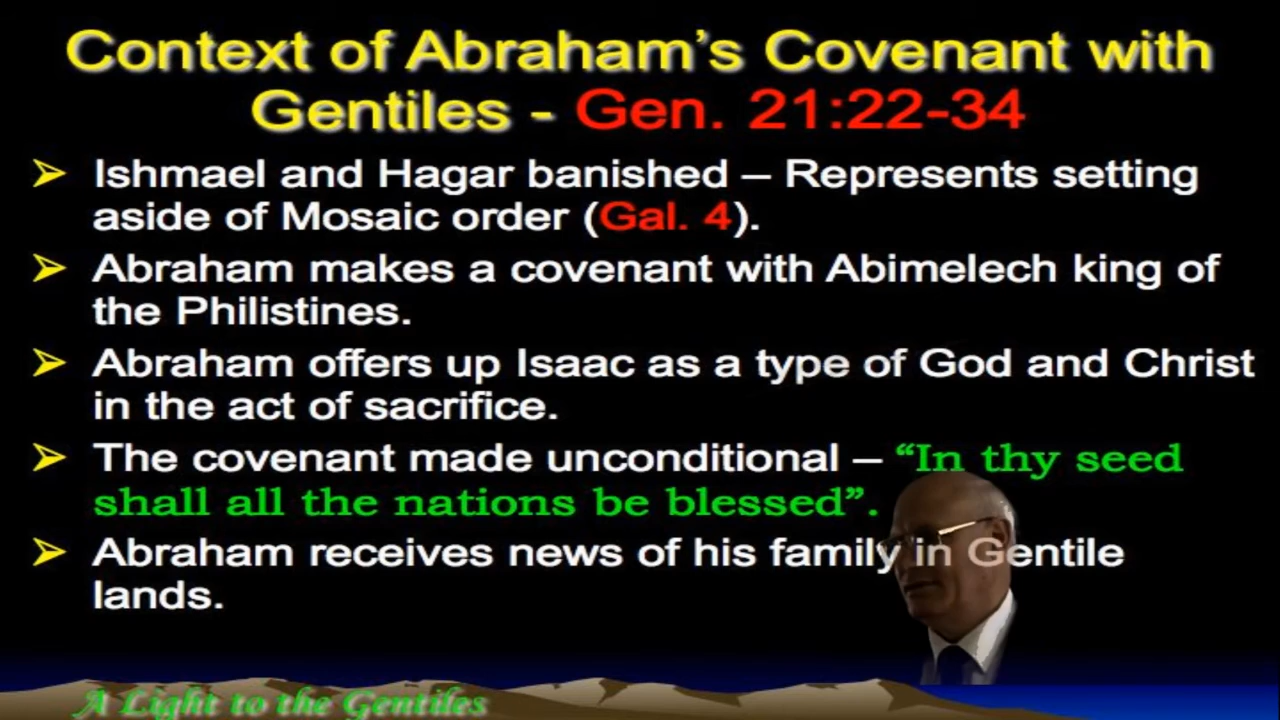 Context of Abraham’s Covenant with
Gentiles - Gen. 21:22-34
➢ Ishmael and Hagar banished – Represents setting
aside of Mosaic order (Gal. 4).
➢ Abraham makes a covenant with Abimelech king of
the Philistines.
➢ Abraham offers up Isaac as a type of God and Christ
in the act of sacrifice.
➢ The covenant made unconditional – “In thy seed
shall all the nations be blessed”.
➢ Abraham receives news of his family in Gentile
lands.
A Light to the Gentiles